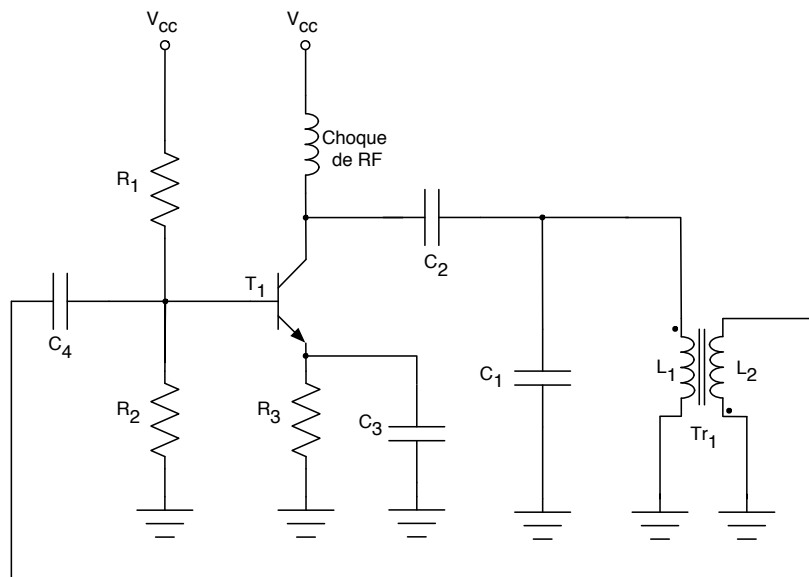 Vcc
Vcc
Choque
de RF
R1
C2
T1
C4
L1
L2
C1
R2
R3
C3
Tr1